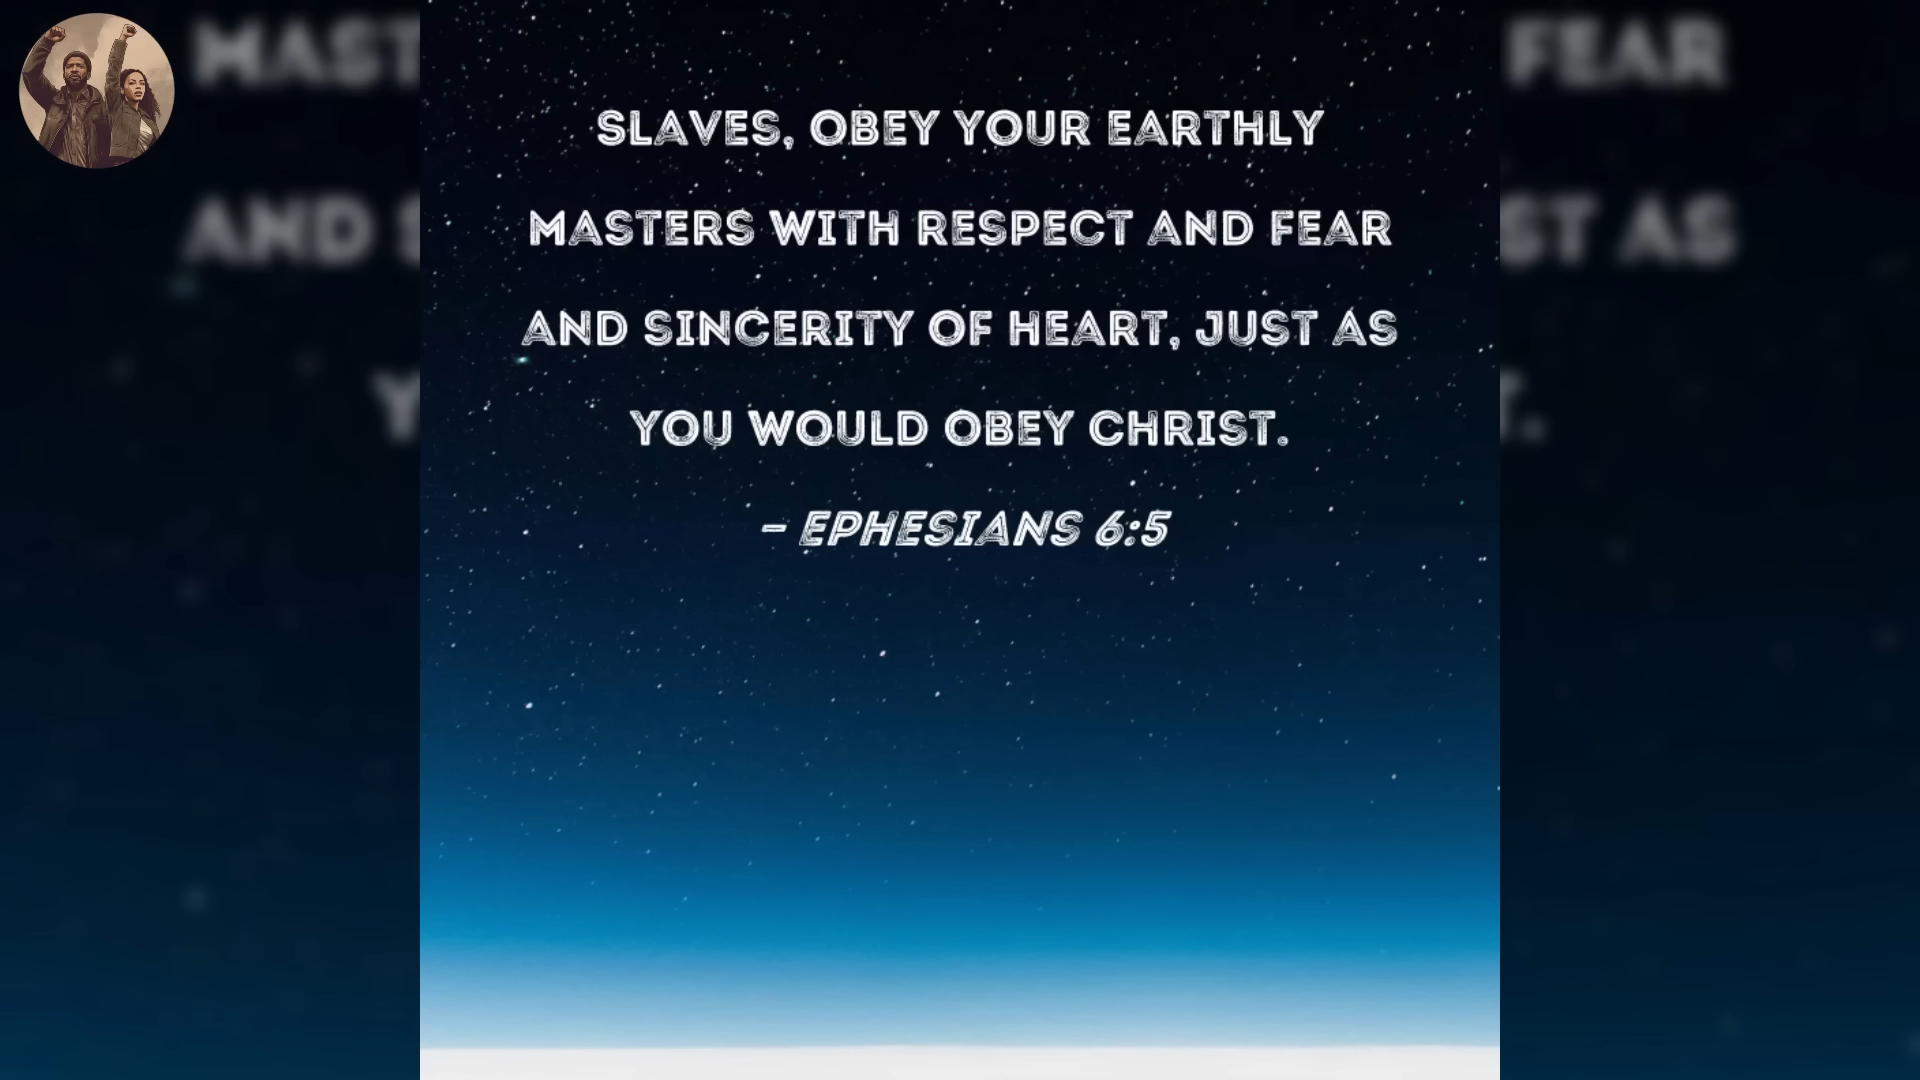 SLAVES, OBEY YOUR EARTHLY
MASTERS WITH RESPECT AND FEAR
AND SINCERITY OF HEART, JUST AS
YOU WOULD OBEY CHRIST.
– EPHESIANS 6:5